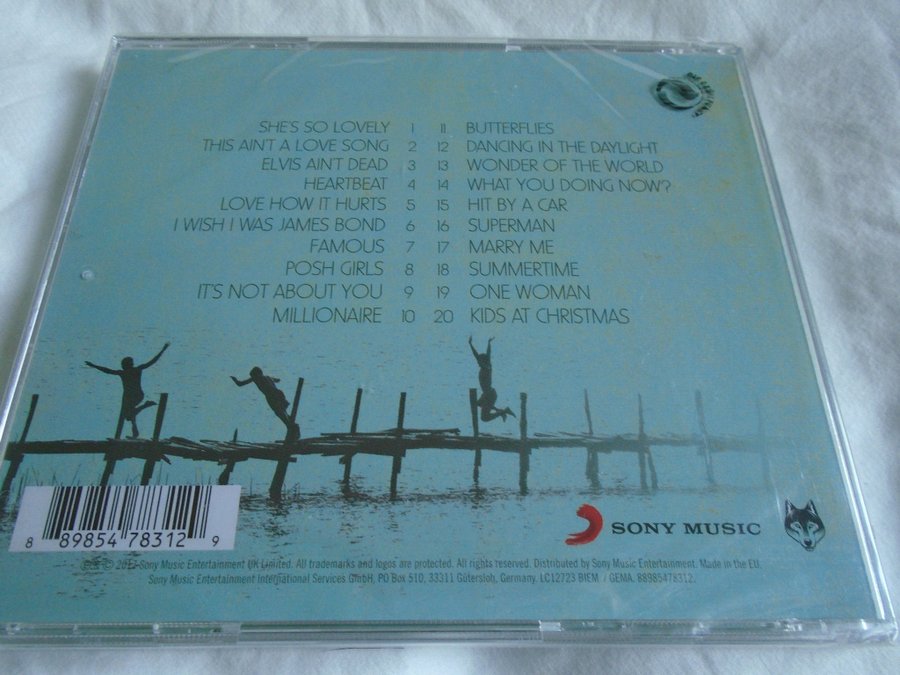 SHE'S SO LOVELY 1 11 BUTTERFLIES
THIS AIN'T A LOVE SONG 2 12 DANCING IN THE DAYLIGHT
ELVIS AIN'T DEAD 3 13 WONDER OF THE WORLD
HEARTBEAT 4 14 WHAT YOU DOING NOW?
LOVE HOW IT HURTS 5 15 HIT BY A CAR
I WISH I WAS JAMES BOND 6 16 SUPERMAN
FAMOUS 7 17 MARRY ME
POSH GIRLS 8 18 SUMMERTIME
IT'S NOT ABOUT YOU 9 19 ONE WOMAN
MILLIONAIRE 10 20 KIDS AT CHRISTMAS
SONY MUSIC
8 89854 78312 9
2017 Sony Music Entertainment UK Limited. All trademarks and logos are protected. All rights reserved. Distributed by Sony Music Entertainment. Made in the EU.
Sony Music Entertainment International Services GmbH, PO Box 510, 33311 Gütersloh, Germany. LC12723 BIEM / GEMA. 88985478312.